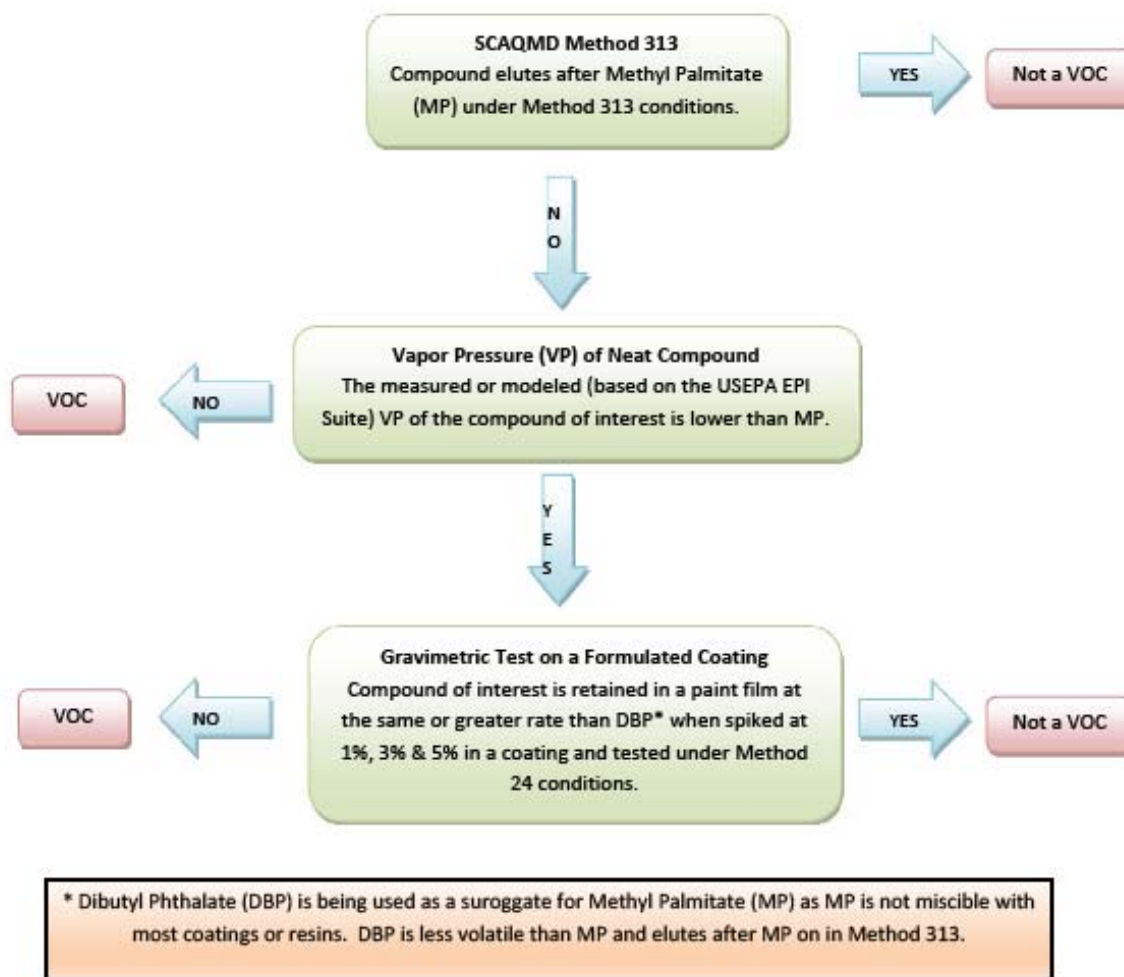 SCAQMD Method 313
Compound elutes after Methyl Palmitate
(MP) under Method 313 conditions.
YES
Not a VOC
N
O
Vapor Pressure (VP) of Neat Compound
The measured or modeled (based on the USEPA EPI
Suite) VP of the compound of interest is lower than MP.
NO
VOC
Y
E
S
Gravimetric Test on a Formulated Coating
Compound of interest is retained in a paint film at
the same or greater rate than DBP* when spiked at
1%, 3% & 5% in a coating and tested under Method
24 conditions.
NO
VOC
YES
Not a VOC
* Dibutyl Phthalate (DBP) is being used as a suroggate for Methyl Palmitate (MP) as MP is not miscible with
most coatings or resins. DBP is less volatile than MP and elutes after MP on in Method 313.